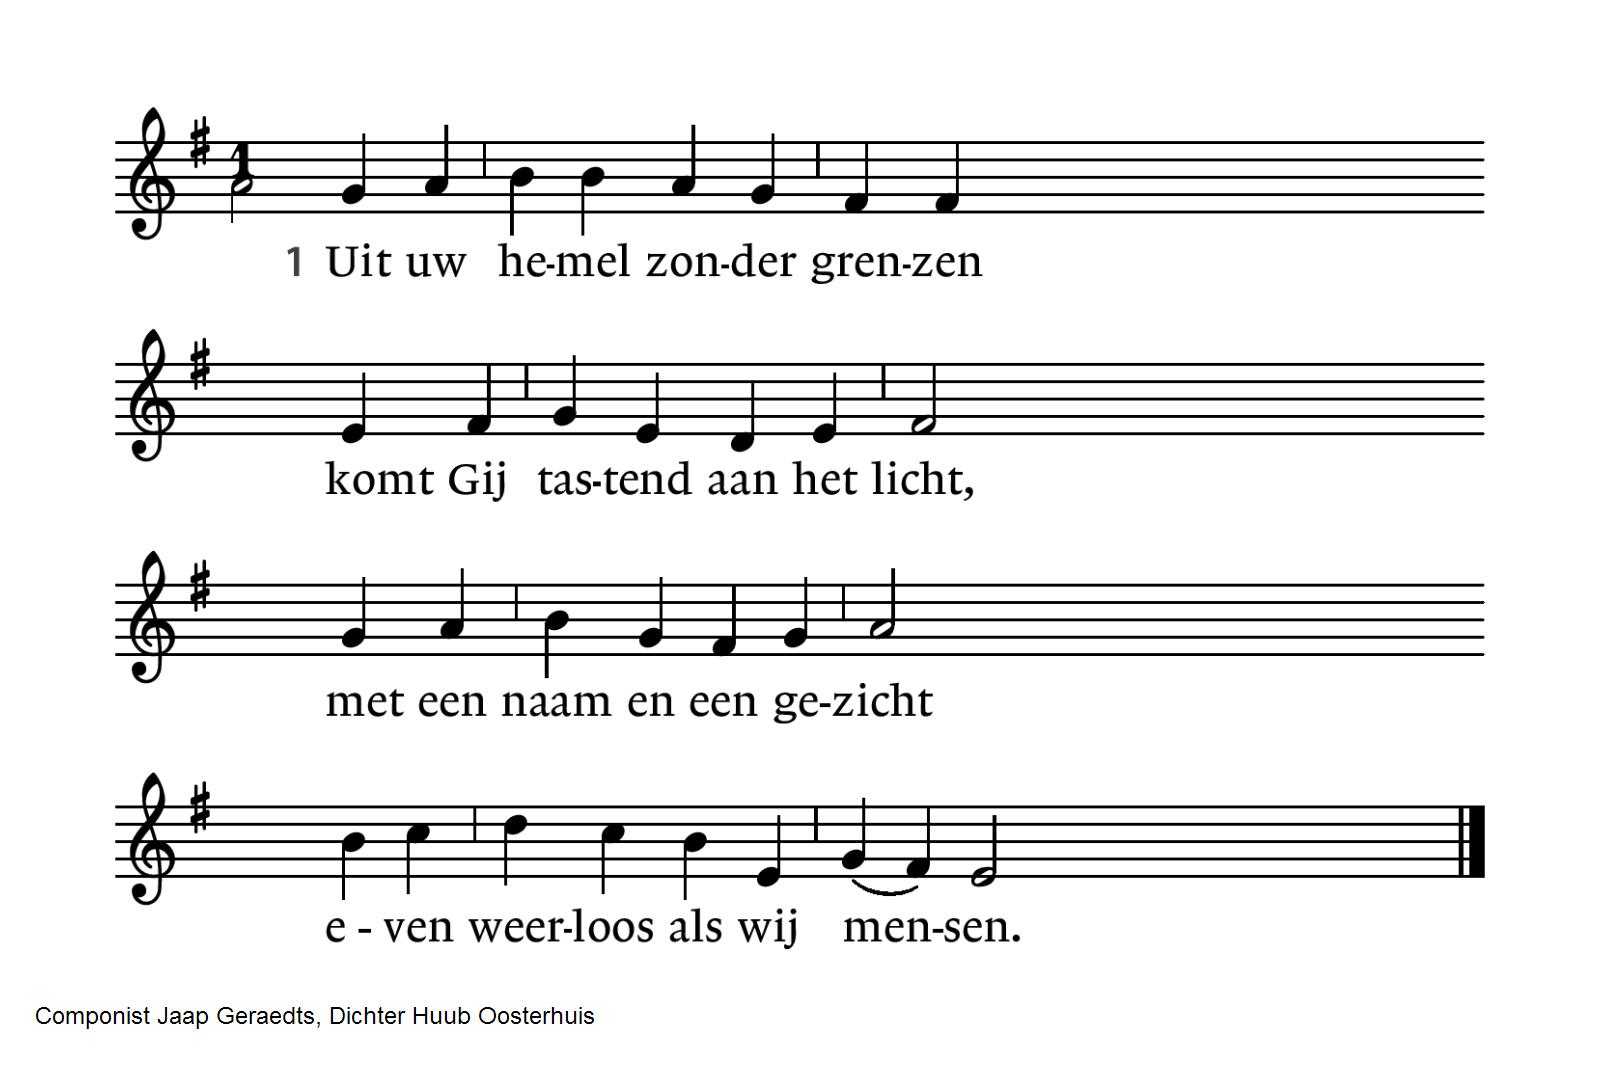 1
1 Uit uw he-mel zon-der gren-zen
komt Gij tas-tend aan het licht,
met een naam en een ge-zicht
e - ven weer-loos als wij men-sen.
Componist Jaap Geraedts, Dichter Huub Oosterhuis